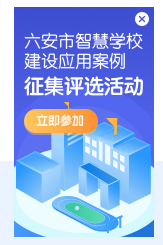 六安市智慧学校
建设应用案例
征集评选活动
立即参加